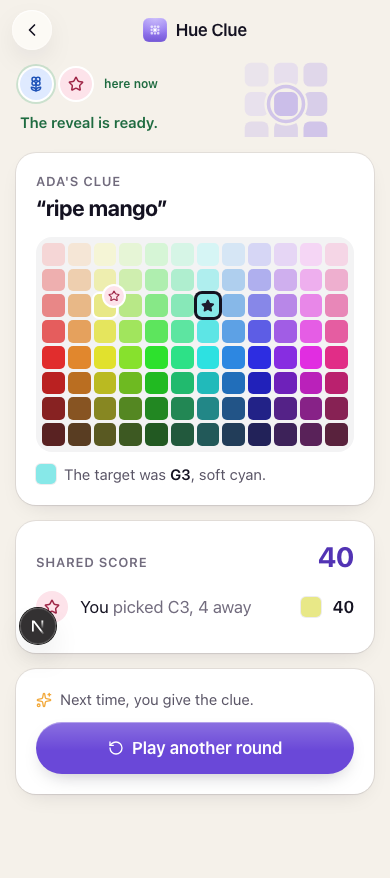 Hue Clue
here now
The reveal is ready.
ADA'S CLUE
“ripe mango”
The target was G3, soft cyan.
SHARED SCORE
40
You picked C3, 4 away
40
N
Next time, you give the clue.
Play another round